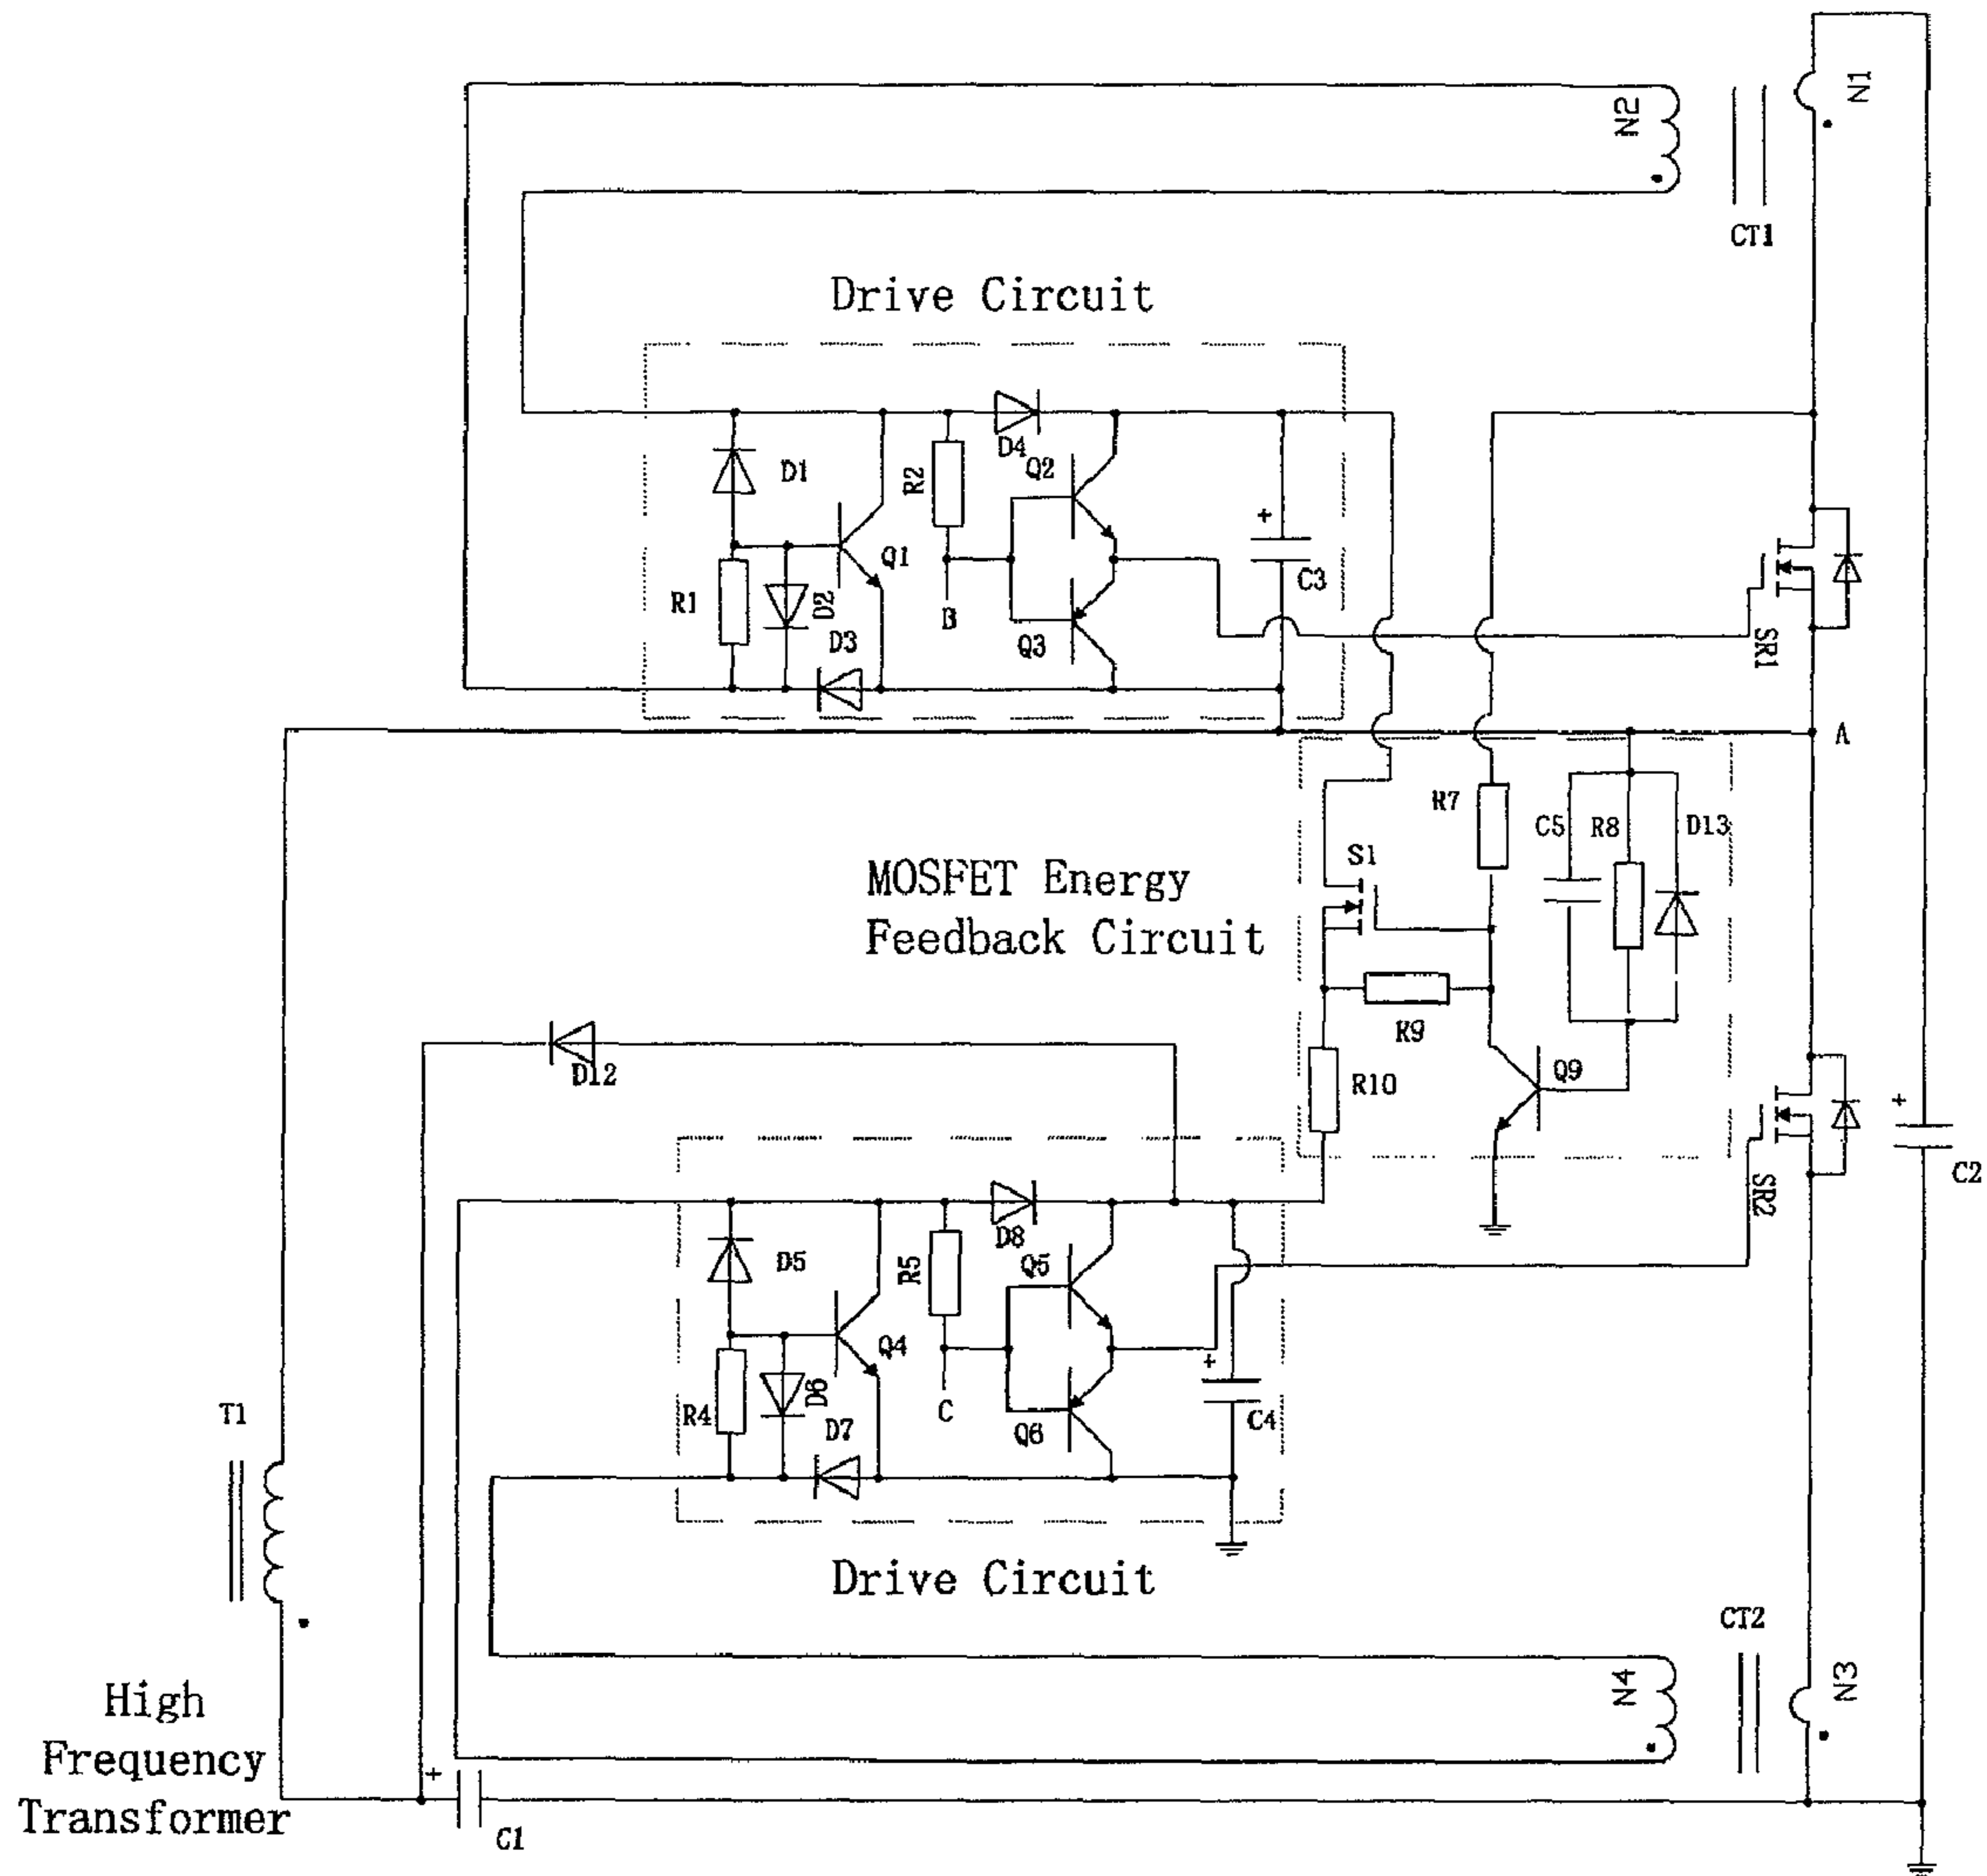 N1
N2
CT1
Drive Circuit
D1
R2
D4
Q2
+
Q1
C3
R1
D2
B
D3
Q3
SR1
A
R7
C5
R8
D13
S1
MOSFET Energy
Feedback Circuit
R9
D12
R10
Q9
+
C2
SR2
D8
D5
R5
Q5
Q4
+
D6
R4
C
D7
Q6
C4
T1
Drive Circuit
CT2
N4
N3
High
Frequency
Transformer
+
C1